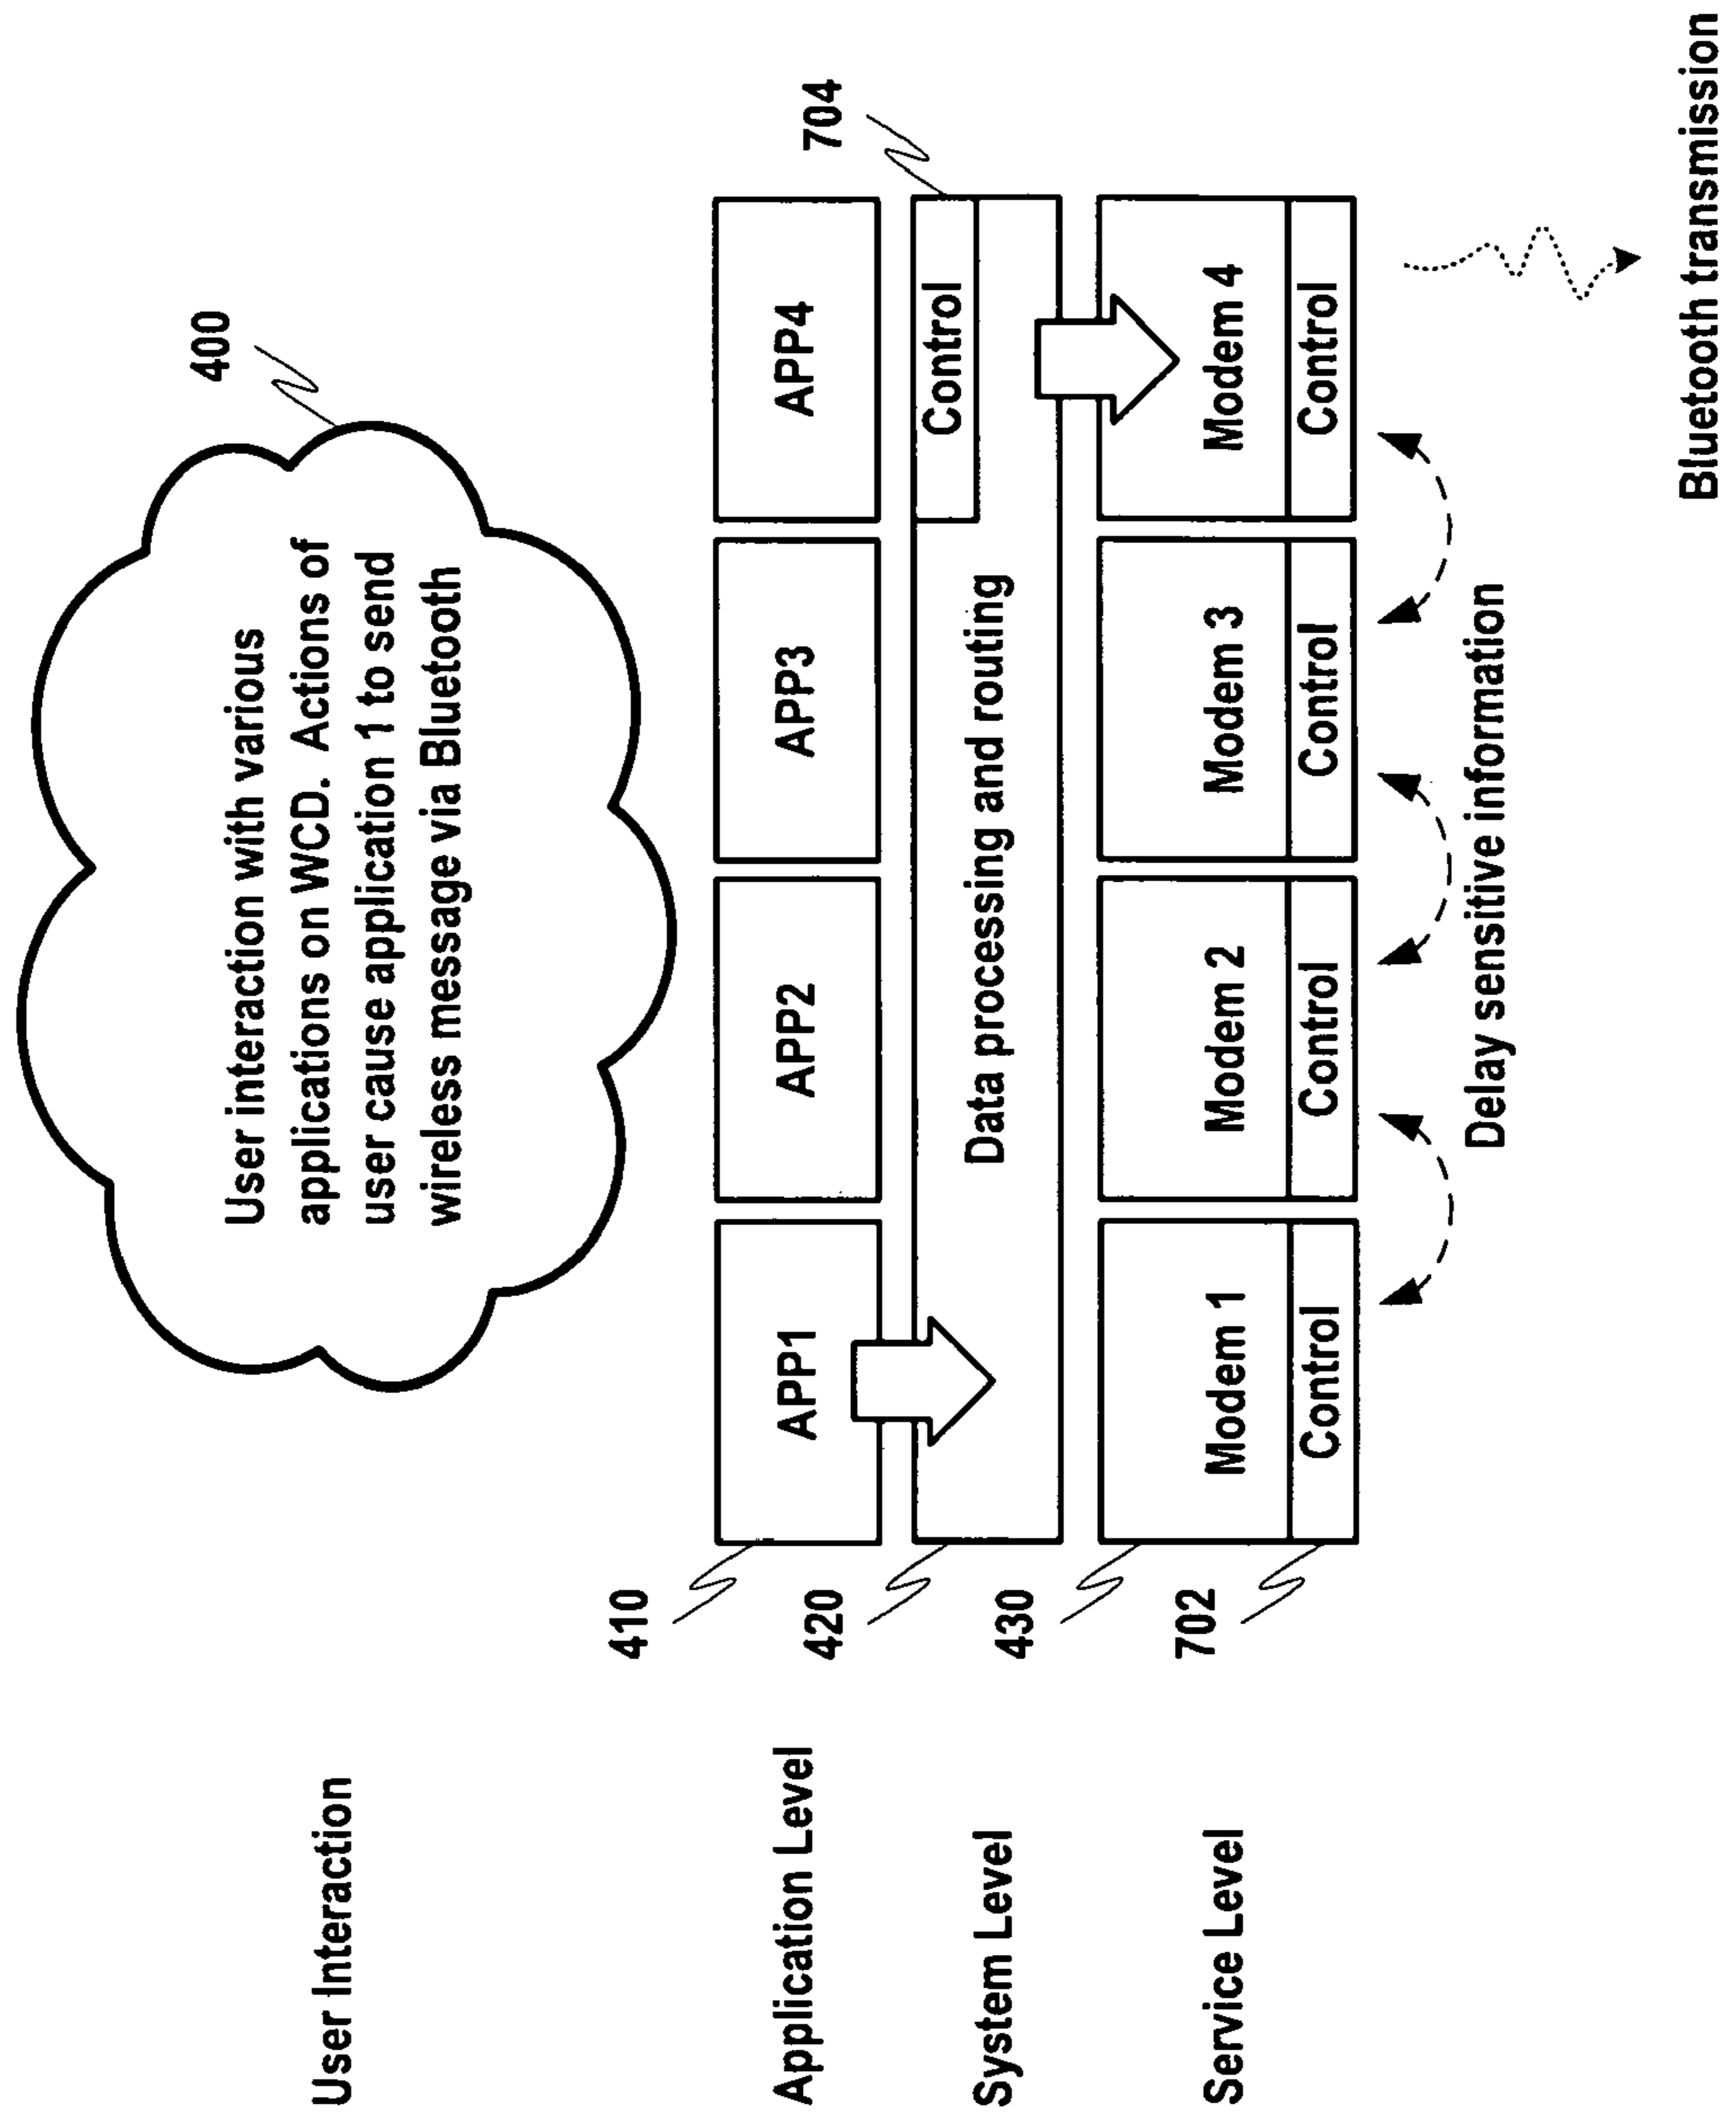 User Interaction
400
User interaction with various
applications on WCD. Actions of
user cause application 1 to send
wireless message via Bluetooth
Application Level
410
APP1
APP2
APP3
APP4
System Level
420
Data processing and routing
Control
704
Service Level
430
Modem 1
Modem 2
Modem 3
Modem 4
702
Control
Control
Control
Control
Delay sensitive information
Bluetooth transmission